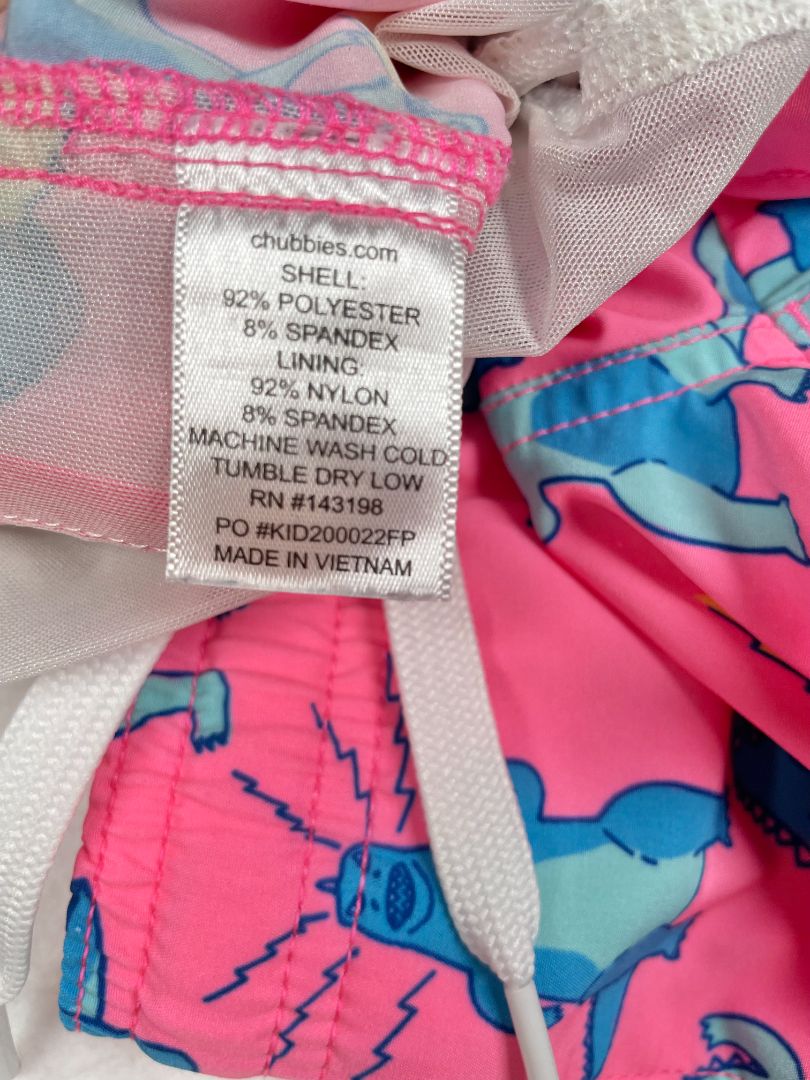 chubbies.com
SHELL:
92% POLYESTER
8% SPANDEX
LINING:
92% NYLON
8% SPANDEX
MACHINE WASH COLD
TUMBLE DRY LOW
RN #143198
PO #KID200022FP
MADE IN VIETNAM